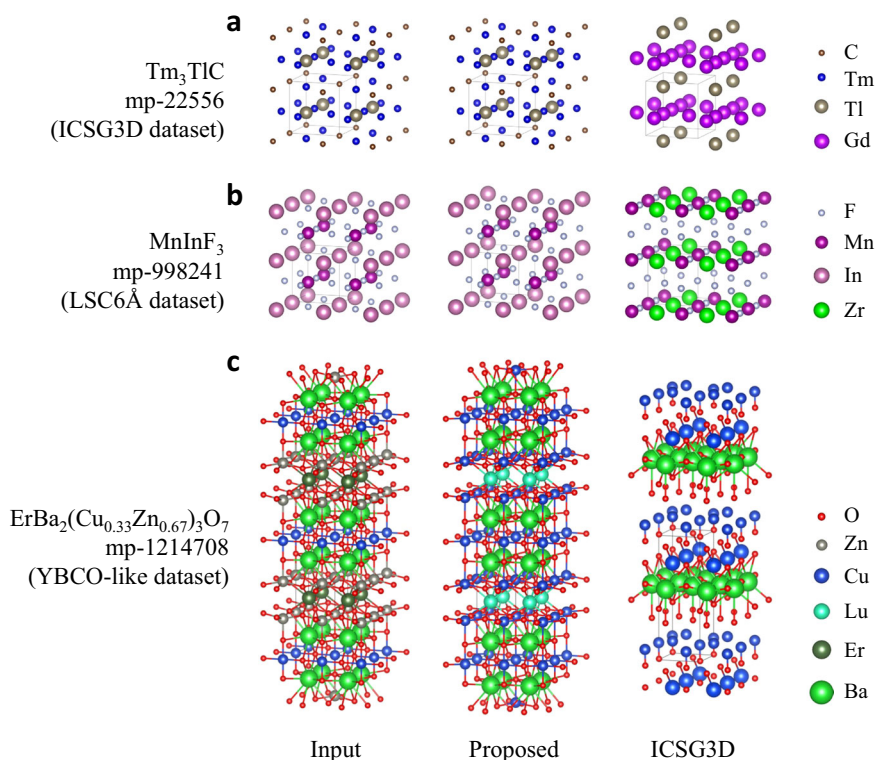 a
Tm3TlC
mp-22556
(ICSG3D dataset)
C
Tm
Tl
Gd
b
MnInF3
mp-998241
(LSC6Å dataset)
F
Mn
In
Zr
c
ErBa2(Cu0.33Zn0.67)3O7
mp-1214708
(YBCO-like dataset)
O
Zn
Cu
Lu
Er
Ba
Input Proposed ICSG3D